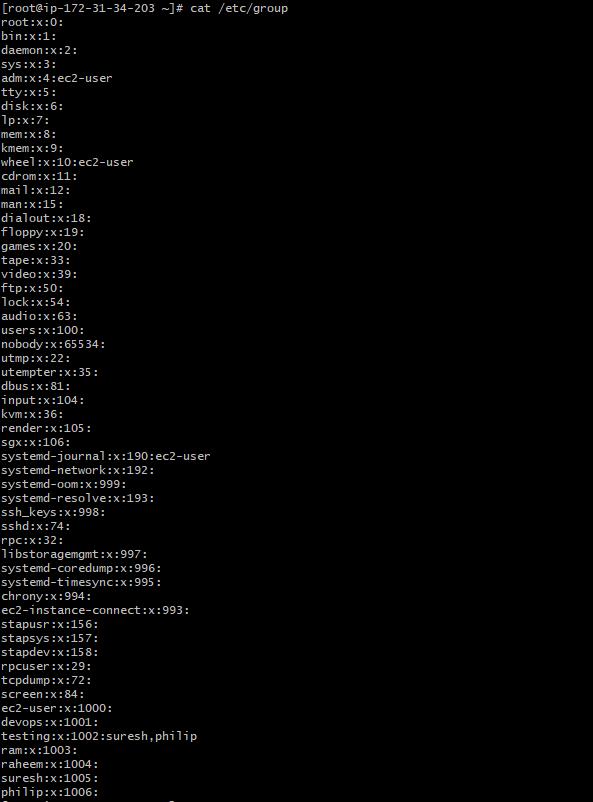 [root@ip-172-31-34-203 ~]# cat /etc/group
root:x:0:
bin:x:1:
daemon:x:2:
sys:x:3:
adm:x:4:ec2-user
tty:x:5:
disk:x:6:
lp:x:7:
mem:x:8:
kmem:x:9:
wheel:x:10:ec2-user
cdrom:x:11:
mail:x:12:
man:x:15:
dialout:x:18:
floppy:x:19:
games:x:20:
tape:x:33:
video:x:39:
ftp:x:50:
lock:x:54:
audio:x:63:
users:x:100:
nobody:x:65534:
utmp:x:22:
utempter:x:35:
dbus:x:81:
input:x:104:
kvm:x:36:
render:x:105:
sgx:x:106:
systemd-journal:x:190:ec2-user
systemd-network:x:192:
systemd-oom:x:999:
systemd-resolve:x:193:
ssh_keys:x:998:
sshd:x:74:
rpc:x:32:
libstoragemgmt:x:997:
systemd-coredump:x:996:
systemd-timesync:x:995:
chrony:x:994:
ec2-instance-connect:x:993:
stapusr:x:156:
stapsys:x:157:
stapdev:x:158:
rpcuser:x:29:
tcpdump:x:72:
screen:x:84:
ec2-user:x:1000:
devops:x:1001:
testing:x:1002:suresh,philip
ram:x:1003:
raheem:x:1004:
suresh:x:1005:
philip:x:1006: